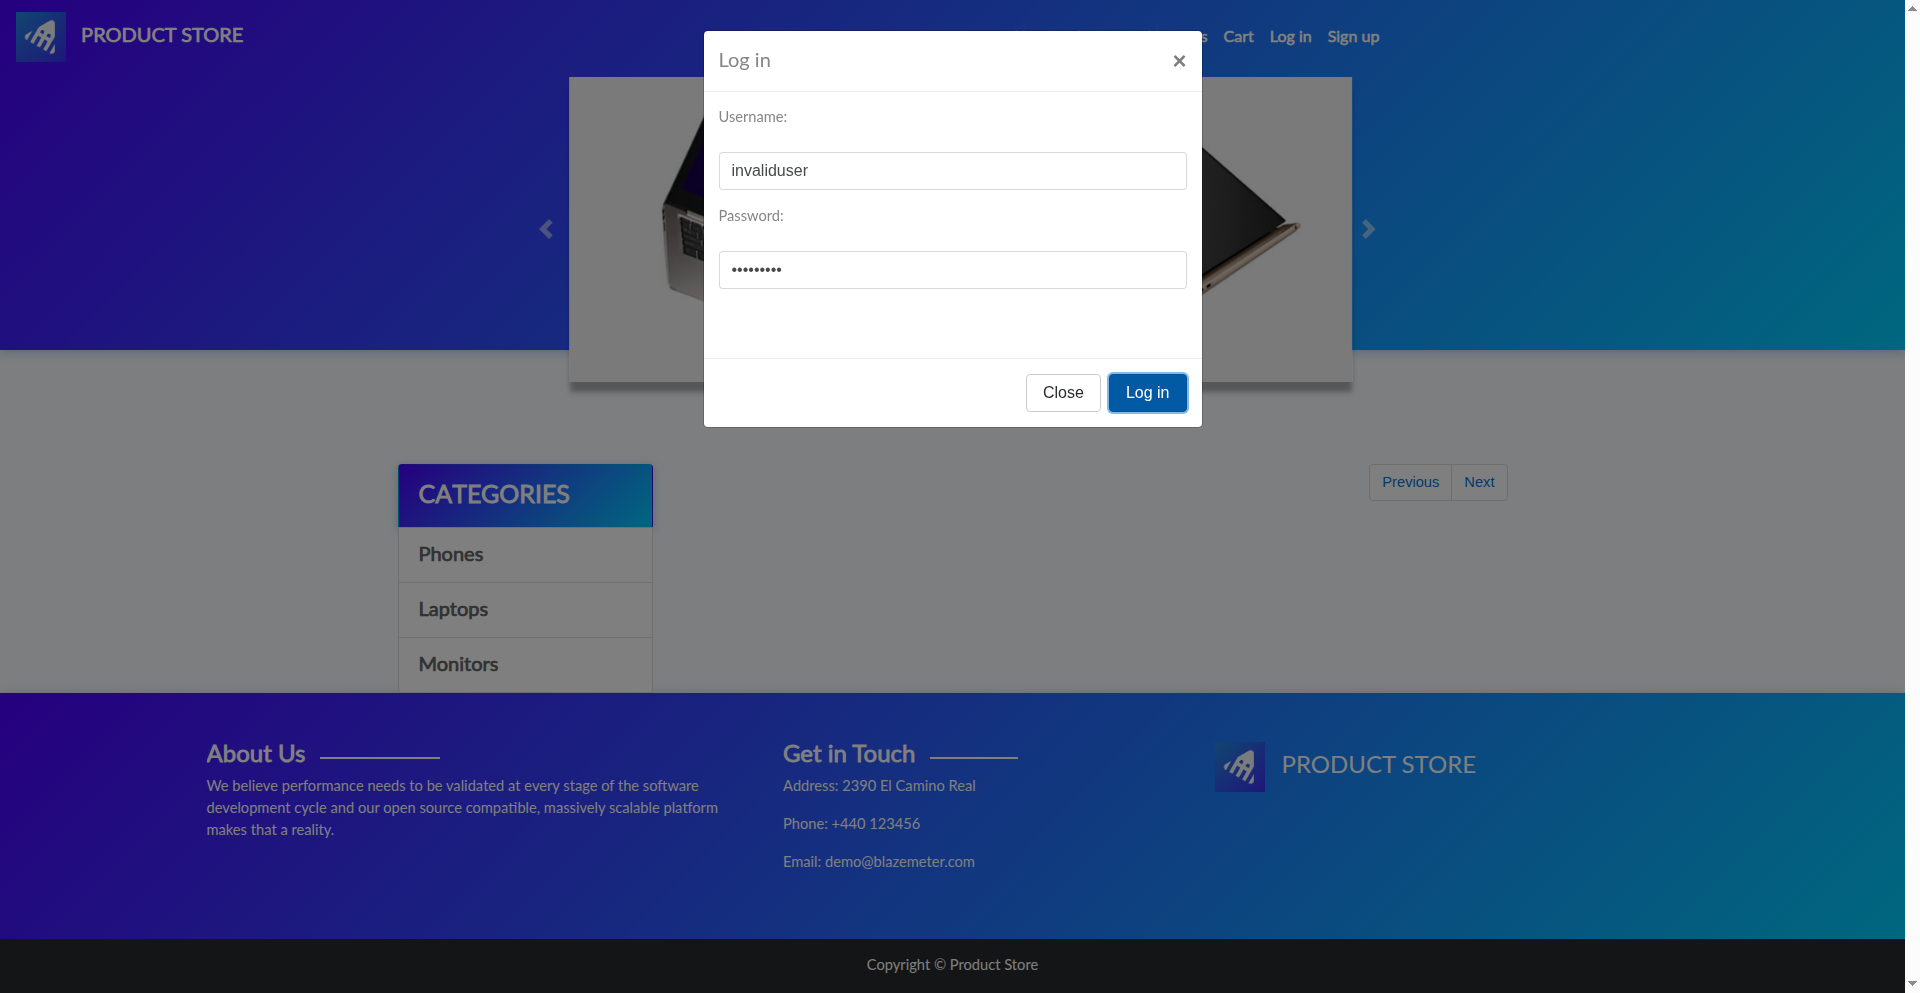 PRODUCT STORE
Cart
Log in
Sign up
Log in
×
Username:
invaliduser
Password:
•••••••••
Close
Log in
CATEGORIES
Phones
Laptops
Monitors
Previous
Next
About Us
We believe performance needs to be validated at every stage of the software
development cycle and our open source compatible, massively scalable platform
makes that a reality.
Get in Touch
Address: 2390 El Camino Real
Phone: +440 123456
Email: demo@blazemeter.com
PRODUCT STORE
Copyright © Product Store